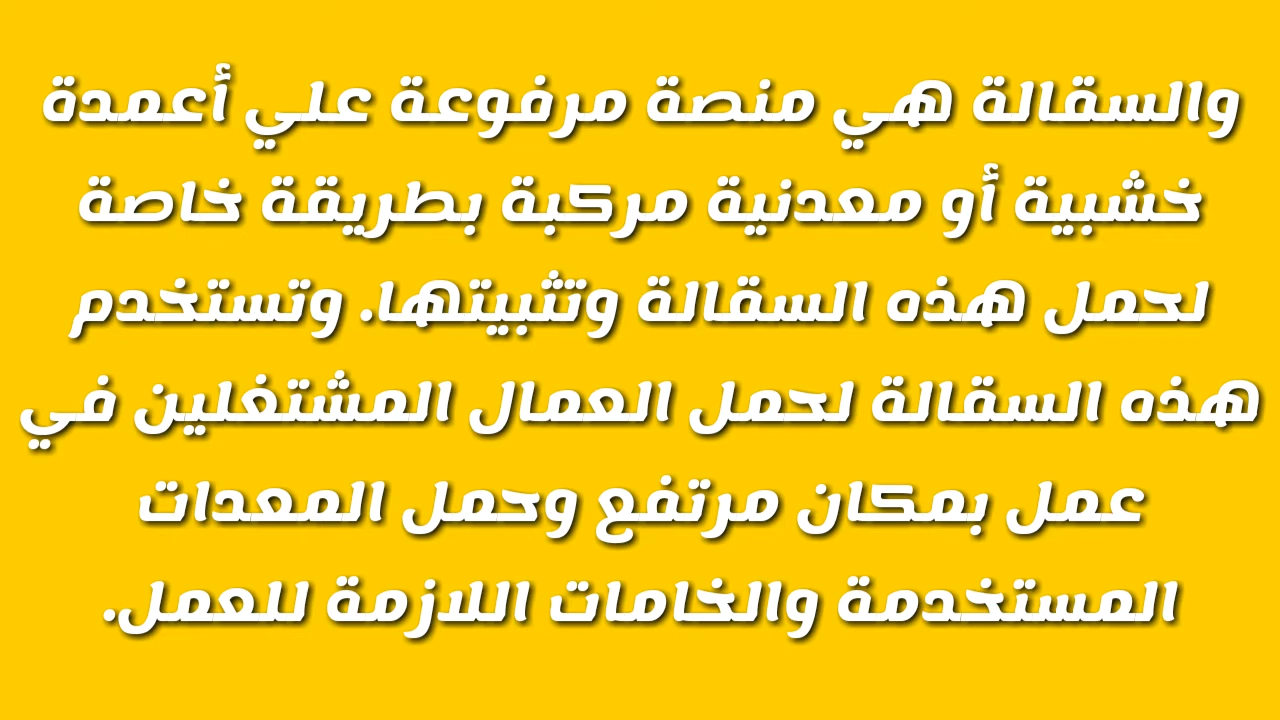 والسقالة هي منصة مرفوعة علي أعمدة
خشبية أو معدنية مركبة بطريقة خاصة
لحمل هذه السقالة وتثبيتها. وتستخدم
هذه السقالة لحمل العمال المشتغلين في
عمل بمكان مرتفع وحمل المعدات
المستخدمة والخامات اللازمة للعمل.